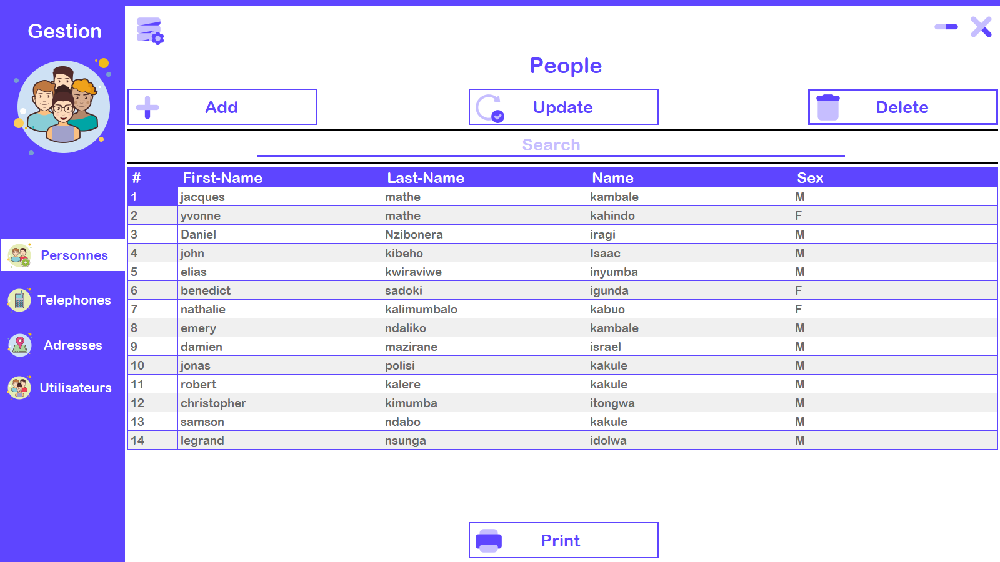 Gestion
Personnes
Telephones
Adresses
Utilisateurs
People
Add Update Delete
Search
# First-Name Last-Name Name Sex
1 jacques mathe kambale M
2 yvonne mathe kahindo F
3 Daniel Nzibonera iragi M
4 john kibeho Isaac M
5 elias kwiraviwe inyumba M
6 benedict sadoki igunda F
7 nathalie kalimumbalo kabuo F
8 emery ndaliko kambale M
9 damien mazirane israel M
10 jonas polisi kakule M
11 robert kalere kakule M
12 christopher kimumba itongwa M
13 samson ndabo kakule M
14 legrand nsunga idolwa M
Print